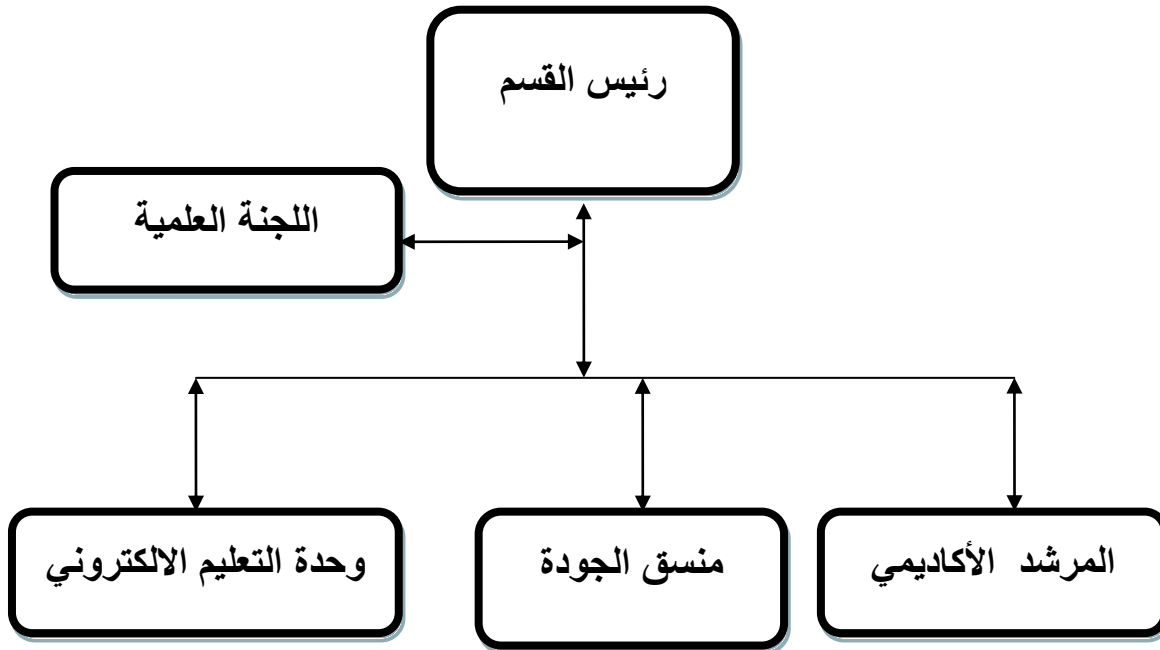 رئيس القسم
اللجنة العلمية
المرشد الأكاديمي
منسق الجودة
وحدة التعليم الالكتروني